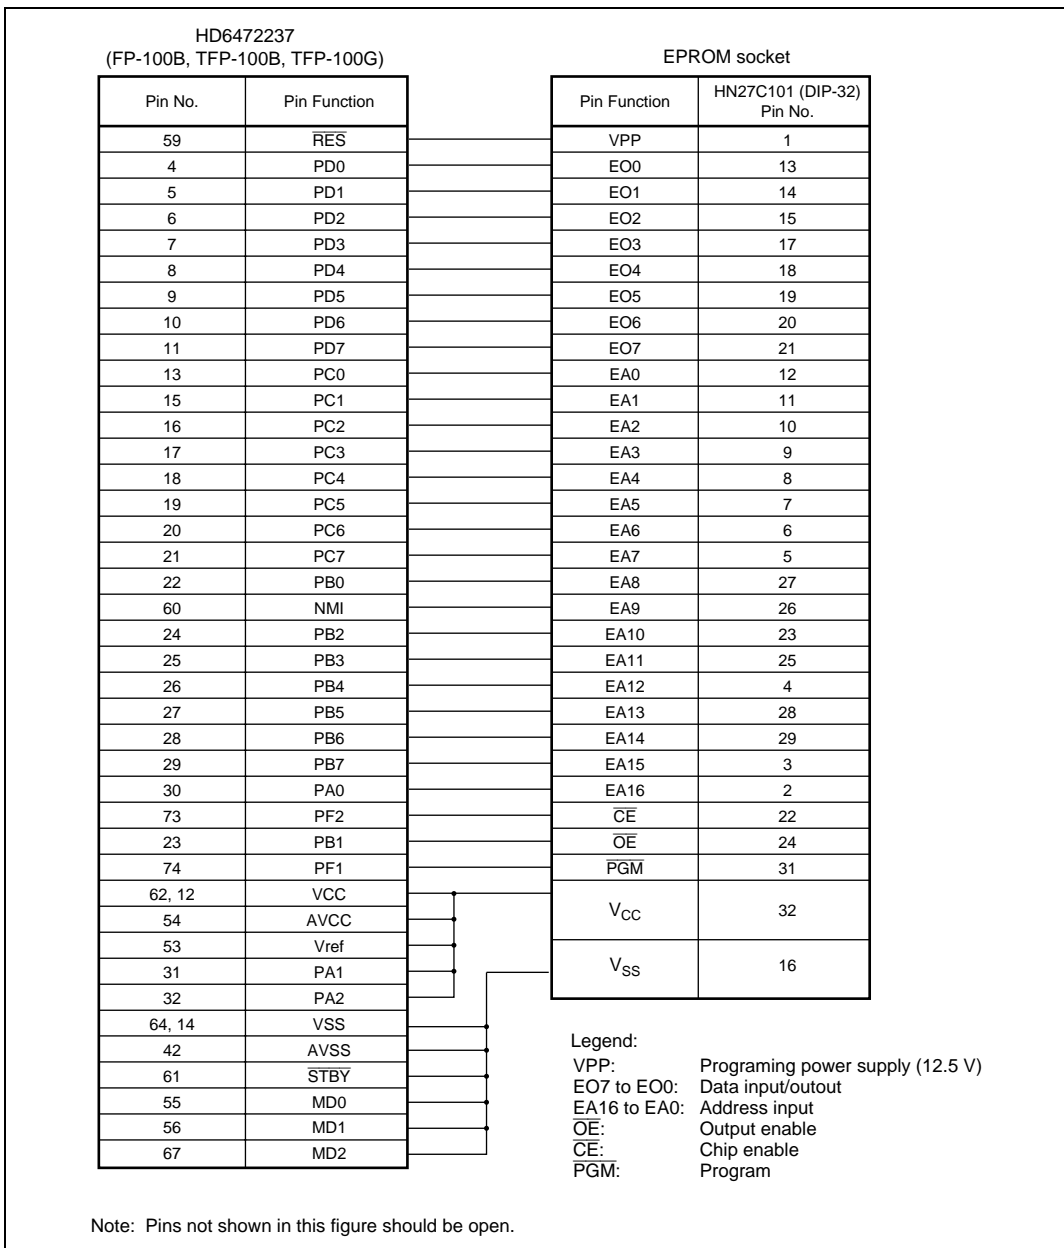 HD6472237
(FP-100B, TFP-100B, TFP-100G)
EPROM socket
Pin No. Pin Function Pin Function HN27C101 (DIP-32) Pin No.
59 RES VPP 1
4 PD0 EO0 13
5 PD1 EO1 14
6 PD2 EO2 15
7 PD3 EO3 17
8 PD4 EO4 18
9 PD5 EO5 19
10 PD6 EO6 20
11 PD7 EO7 21
13 PC0 EA0 12
15 PC1 EA1 11
16 PC2 EA2 10
17 PC3 EA3 9
18 PC4 EA4 8
19 PC5 EA5 7
20 PC6 EA6 6
21 PC7 EA7 5
22 PB0 EA8 27
60 NMI EA9 26
24 PB2 EA10 23
25 PB3 EA11 25
26 PB4 EA12 4
27 PB5 EA13 28
28 PB6 EA14 29
29 PB7 EA15 3
30 PA0 EA16 2
73 PF2 CE 22
23 PB1 OE 24
74 PF1 PGM 31
62, 12 VCC VCC 32
54 AVCC
53 Vref
31 PA1 VSS 16
32 PA2
64, 14 VSS
42 AVSS
61 STBY
55 MD0
56 MD1
67 MD2
Legend:
VPP: Programing power supply (12.5 V)
EO7 to EO0: Data input/outout
EA16 to EA0: Address input
OE: Output enable
CE: Chip enable
PGM: Program
Note: Pins not shown in this figure should be open.